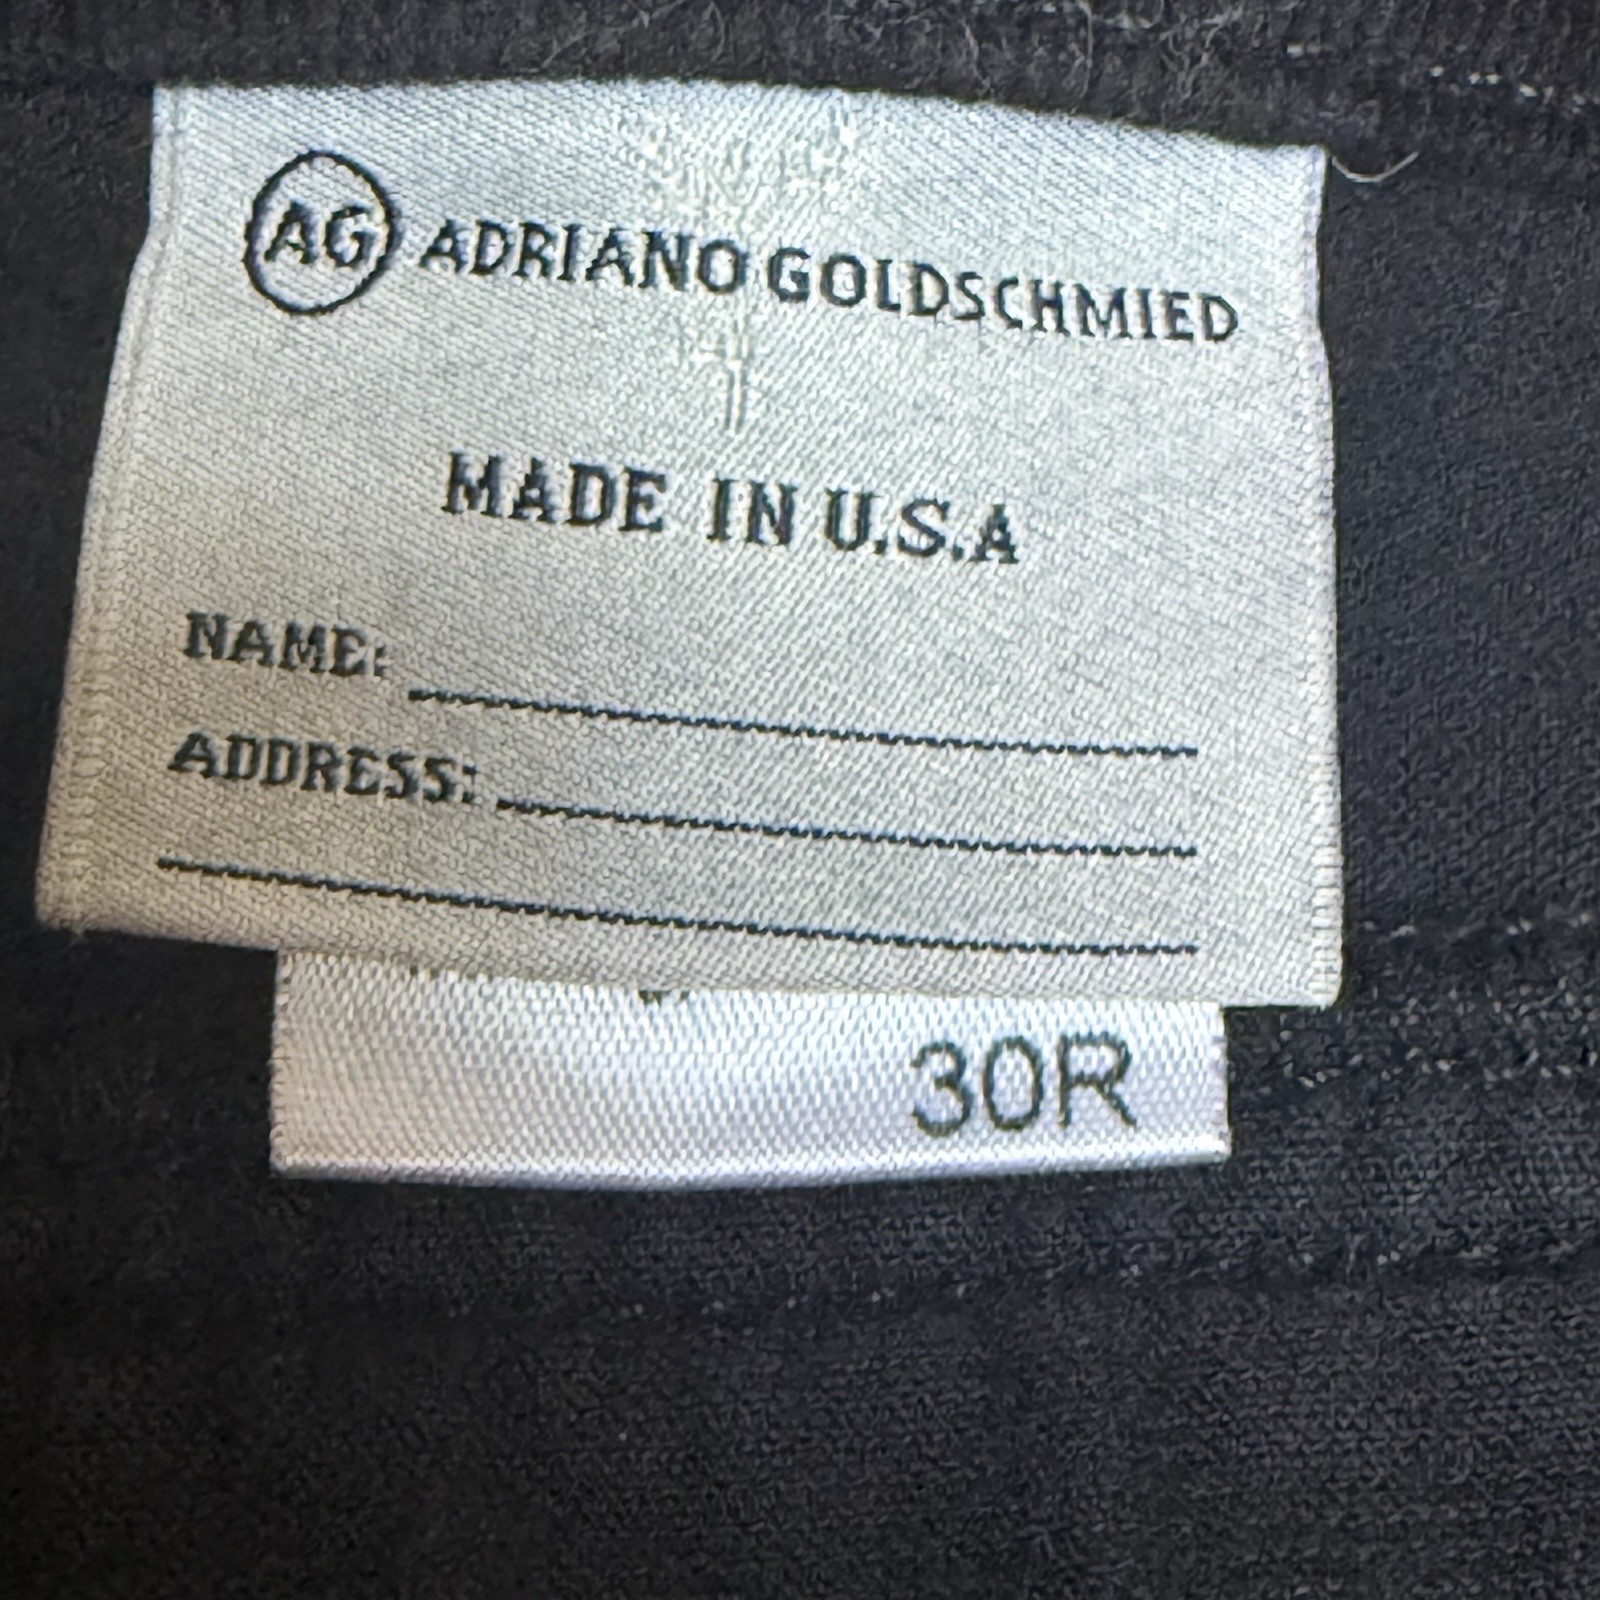 AG ADRIANO GOLDSCHMIED
MADE IN U.S.A
NAME:
ADDRESS:
30R